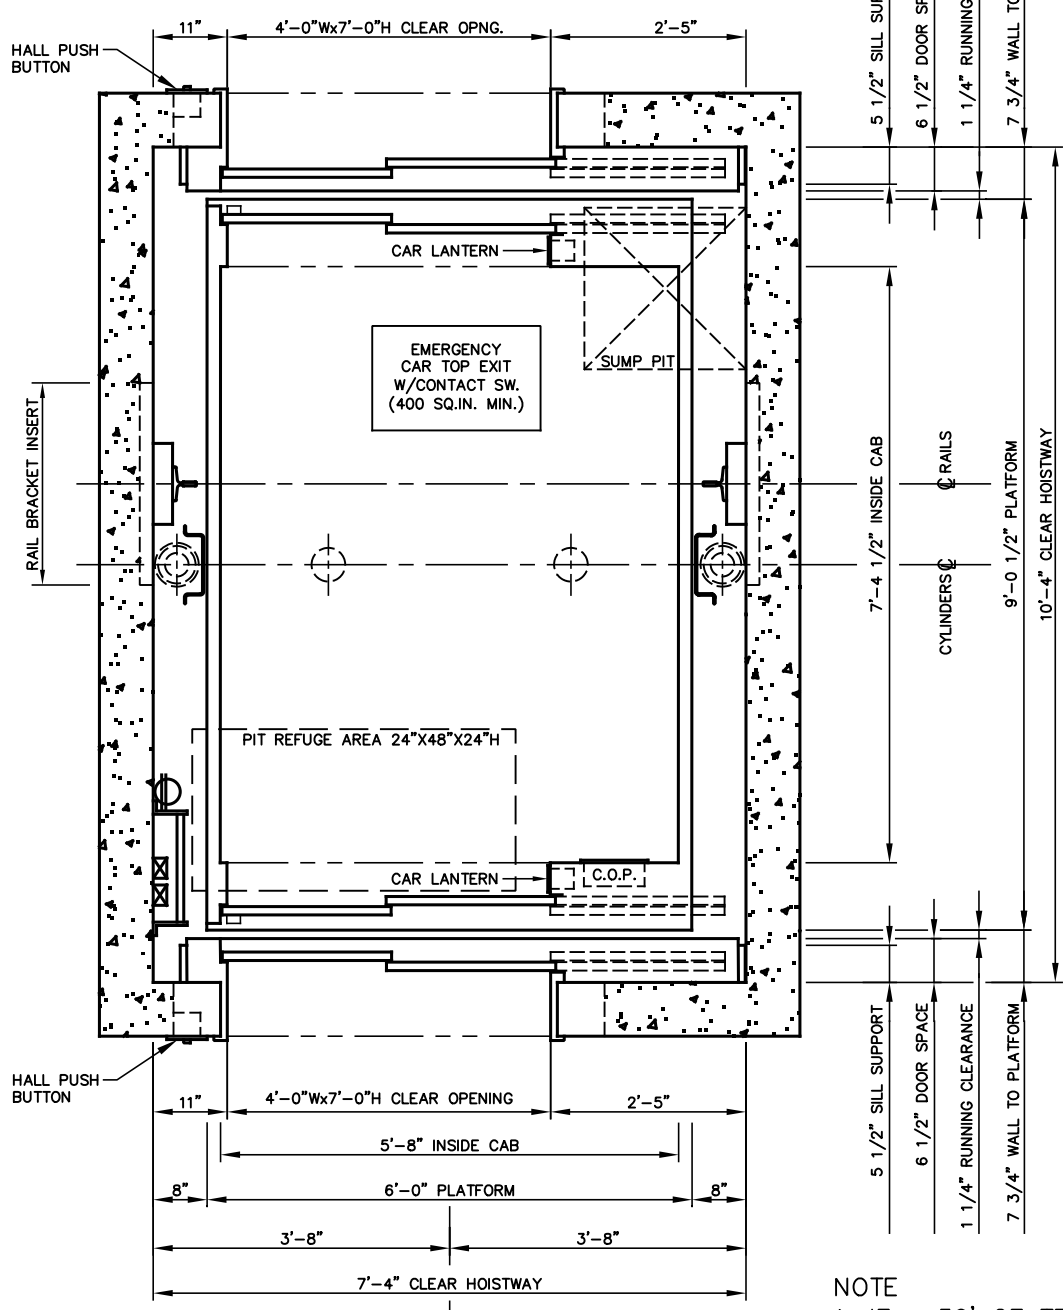 11"
4'-0"Wx7'-0"H CLEAR OPNG.
2'-5"
HALL PUSH
BUTTON
5 1/2" SILL
6 1/2" DOOR
1 1/4" RUNNING
7 3/4" WALL
CAR LANTERN
EMERGENCY
CAR TOP EXIT
W/CONTACT SW.
(400 SQ.IN. MIN.)
SUMP PIT
RAIL BRACKET INSERT
7'-4 1/2" INSIDE CAB
℄ RAILS
CYLINDERS ℄
9'-0 1/2" PLATFORM
10'-4" CLEAR HOISTWAY
PIT REFUGE AREA 24"X48"X24"H
CAR LANTERN
C.O.P.
HALL PUSH
BUTTON
5 1/2" SILL SUPPORT
6 1/2" DOOR SPACE
1 1/4" RUNNING CLEARANCE
7 3/4" WALL TO PLATFORM
11"
4'-0"Wx7'-0"H CLEAR OPENING
2'-5"
5'-8" INSIDE CAB
8"
6'-0" PLATFORM
8"
3'-8"
3'-8"
7'-4" CLEAR HOISTWAY
NOTE